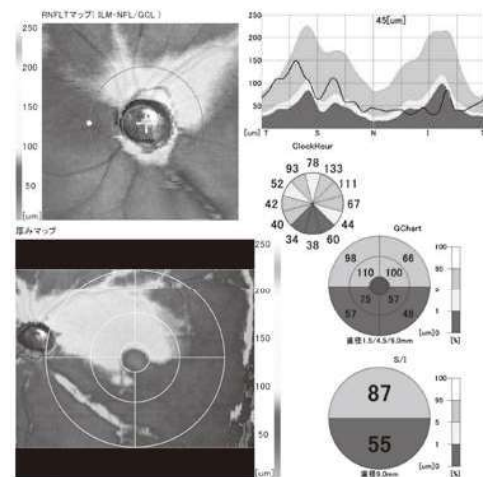 RNFLTマップ( ILM-NFL/GCL )
250
200
150
100
50
[um]
45[um]
250
200
150
100
50
[um] T S N I T
ClockHour
78
93 133
52 111
42 67
40 44
34 60
38
厚みマップ
250
200
150
100
50
[um]
GChart
98 66
110 100
75 57
57 48
直径1.5/4.5/9.0mm
100
5
1
[um]0
[%]
S/I
87
55
直径9.0mm
100
95
5
1
[um]0
[%]